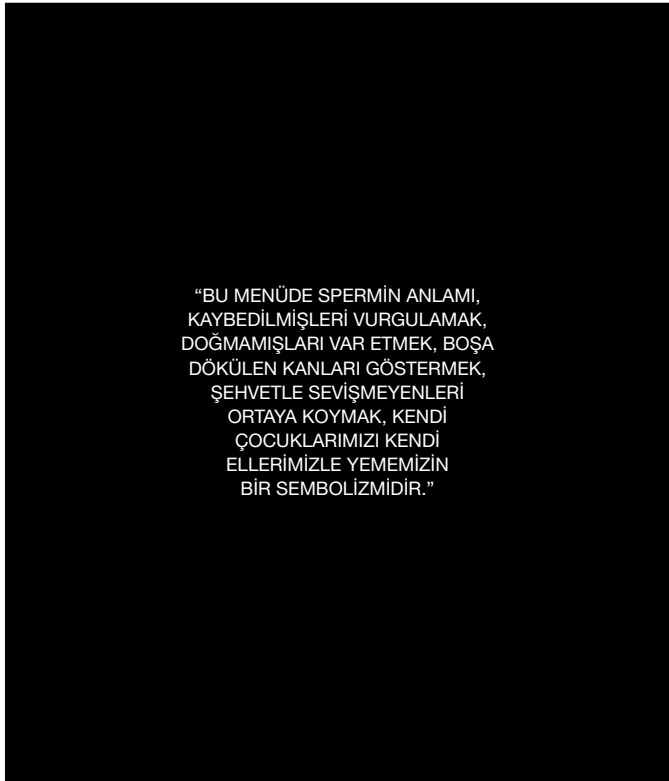 “BU MENÜDE SPERMİN ANLAMI,
KAYBEDİLMİŞLERİ VURGULAMAK,
DOĞMAMIŞLARI VAR ETMEK, BOŞA
DÖKÜLEN KANLARI GÖSTERMEK,
ŞEHVETLE SEVİŞMEYENLERİ
ORTAYA KOYMAK, KENDİ
ÇOCUKLARIMIZI KENDİ
ELLERİMİZLE YEMEMİZİN
BİR SEMBOLİZMİDİR.”